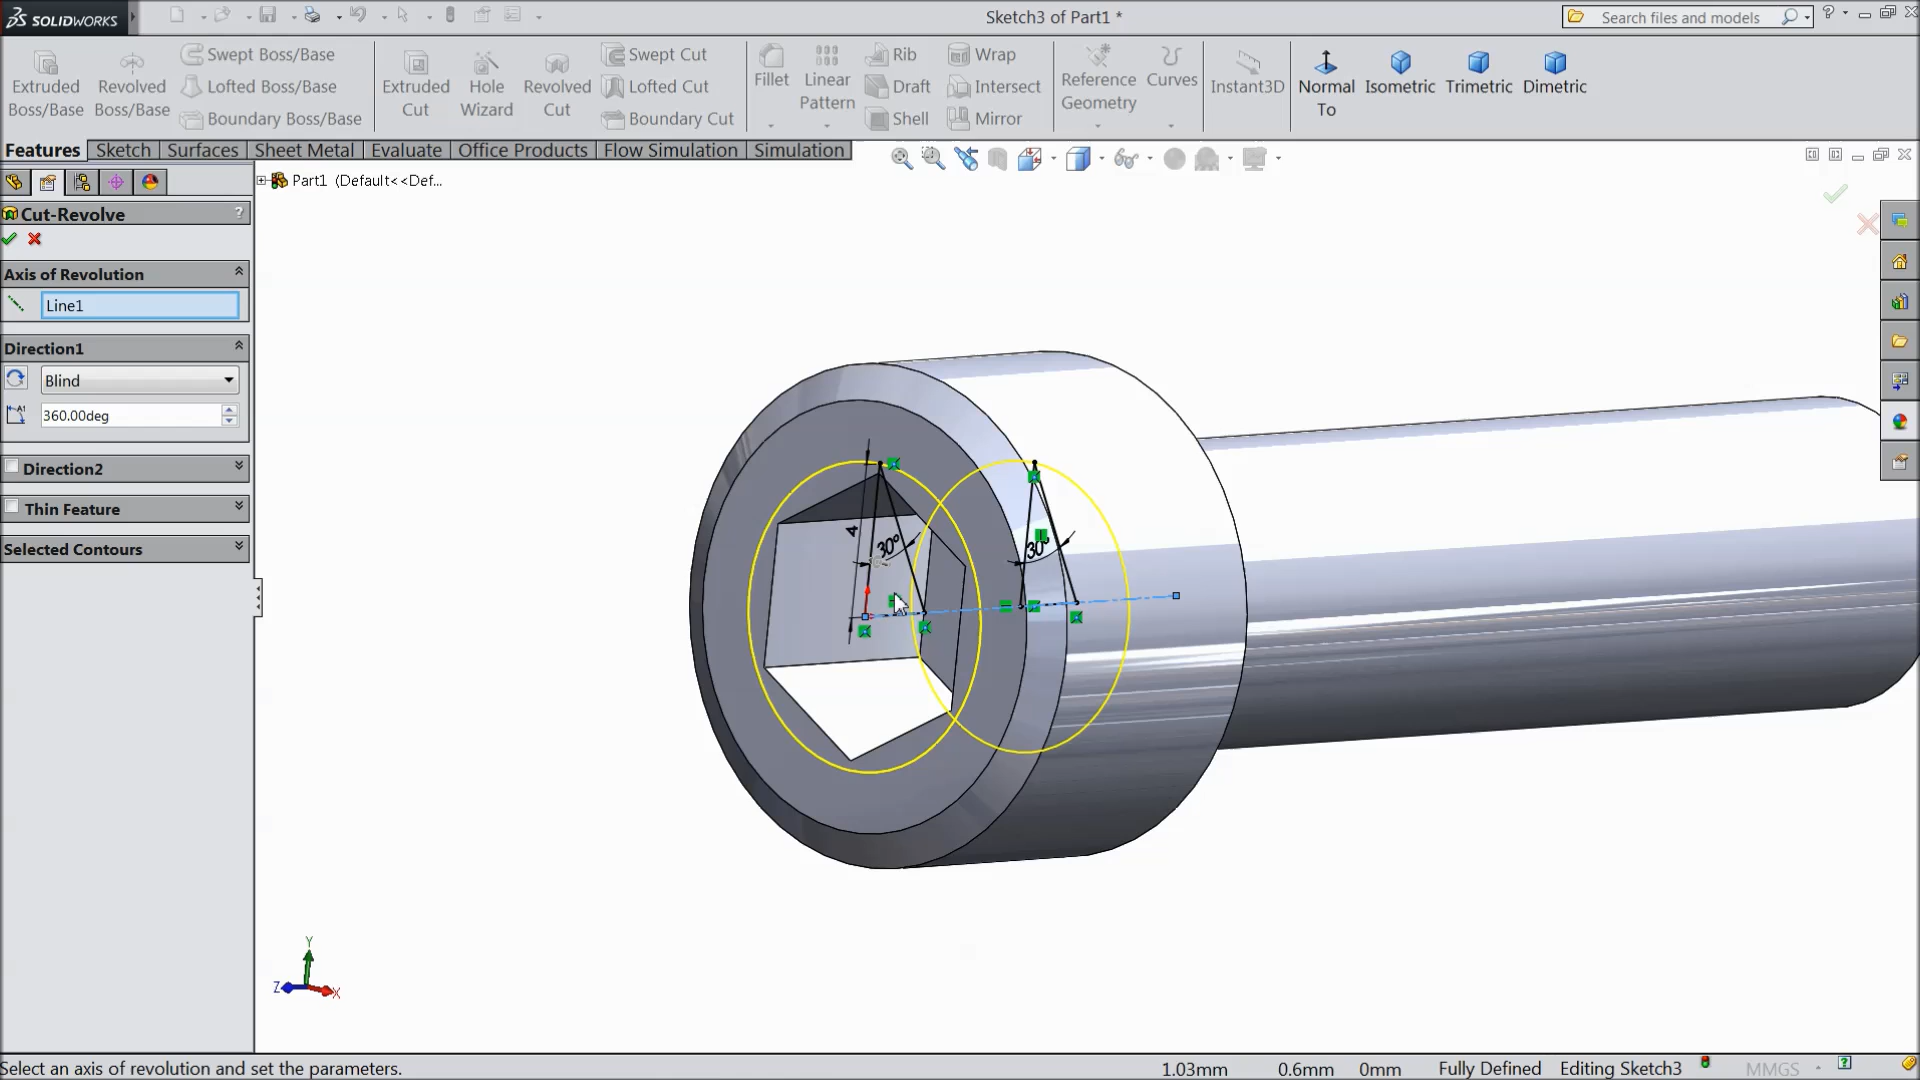 SOLIDWORKS
Sketch3 of Part1 *
Search files and models
?
Extruded Boss/Base
Revolved Boss/Base
Swept Boss/Base
Lofted Boss/Base
Boundary Boss/Base
Extruded Cut
Hole Wizard
Revolved Cut
Swept Cut
Lofted Cut
Boundary Cut
Fillet
Linear Pattern
Rib
Draft
Shell
Wrap
Intersect
Mirror
Reference Geometry
Curves
Instant3D
Normal To
Isometric
Trimetric
Dimetric
Features Sketch Surfaces Sheet Metal Evaluate Office Products Flow Simulation Simulation
Part1 (Default<<Def...
Cut-Revolve ?
Axis of Revolution
Line1
Direction1
Blind
360.00deg
Direction2
Thin Feature
Selected Contours
4
30°
30°
Y
Z
X
Select an axis of revolution and set the parameters.
1.03mm 0.6mm 0mm Fully Defined Editing Sketch3 MMGS ?